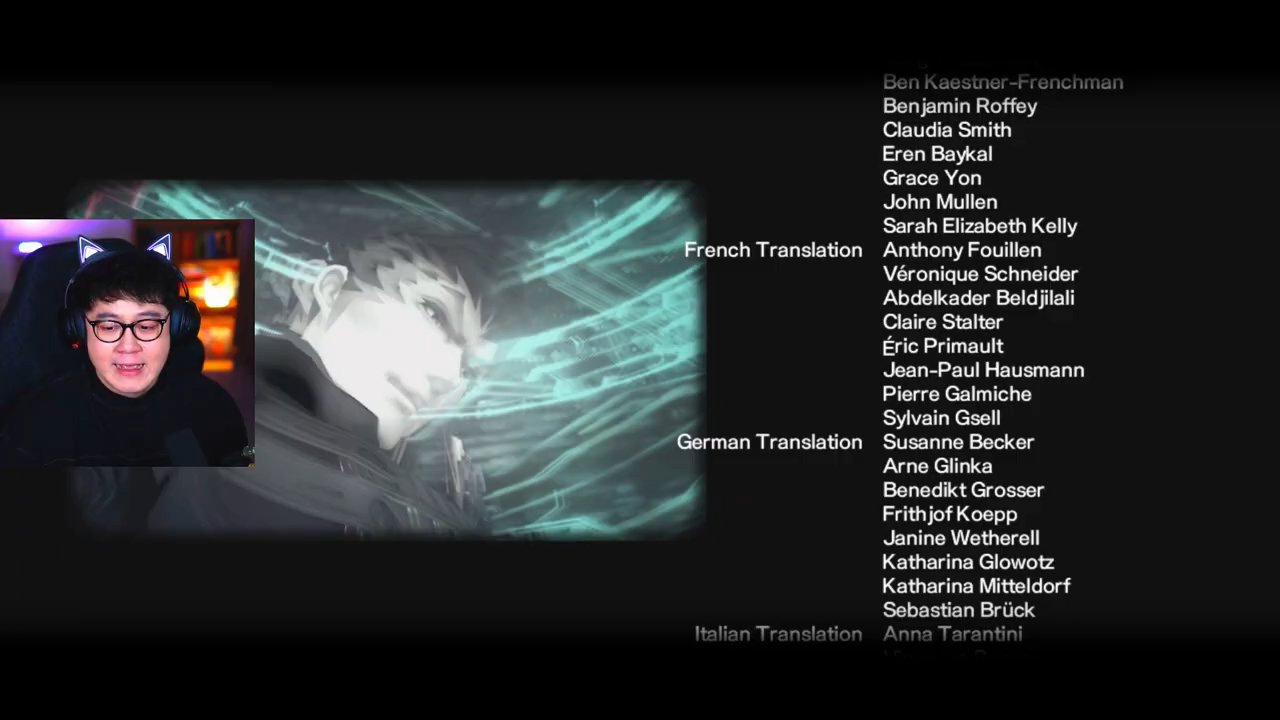 Ben Kaestner-Frenchman
Benjamin Roffey
Claudia Smith
Eren Baykal
Grace Yon
John Mullen
Sarah Elizabeth Kelly
French Translation Anthony Fouillen
Véronique Schneider
Abdelkader Beldjilali
Claire Stalter
Éric Primault
Jean-Paul Hausmann
Pierre Galmiche
Sylvain Gsell
German Translation Susanne Becker
Arne Glinka
Benedikt Grosser
Frithjof Koepp
Janine Wetherell
Katharina Glowotz
Katharina Mitteldorf
Sebastian Brück
Italian Translation Anna Tarantini